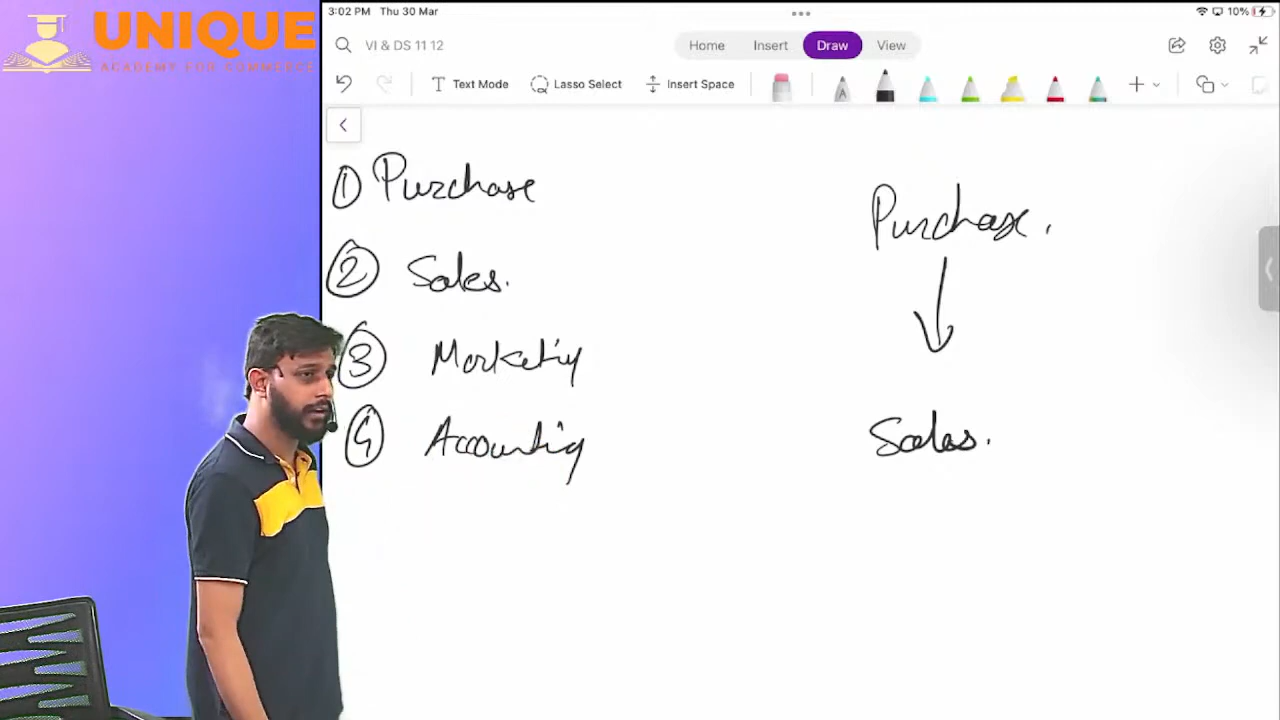 UNIQUE
ACADEMY FOR COMMERCE
3:02 PM Thu 30 Mar
10%
VI & DS 11 12
Home Insert Draw View
Text Mode Lasso Select Insert Space
① Purchase
② Sales.
③ Marketing
④ Accounting
Purchase.
Sales.